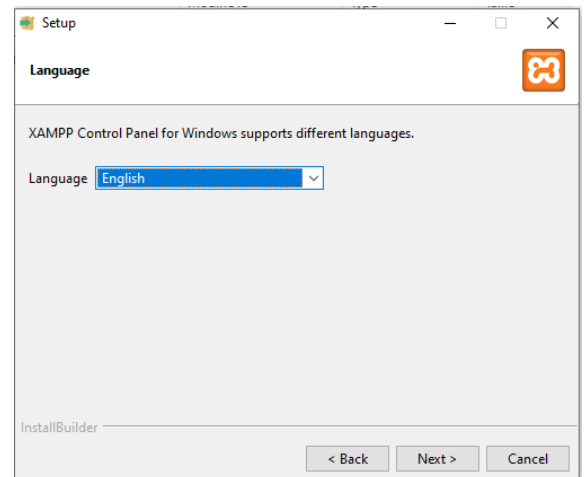 Setup
Language
XAMPP Control Panel for Windows supports different languages.
Language English
InstallBuilder
< Back Next > Cancel